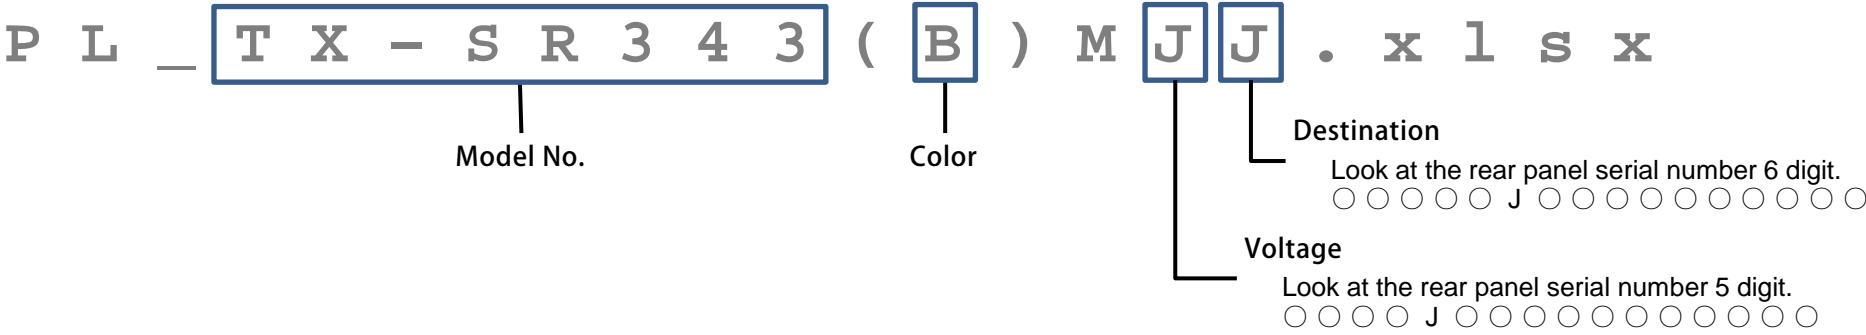 PL_TX-SR343(B)MJJ.xlsx
Model No.
Color
Destination
Look at the rear panel serial number 6 digit.
○○○○○J○○○○○○○○○○
Voltage
Look at the rear panel serial number 5 digit.
○○○○J○○○○○○○○○○○